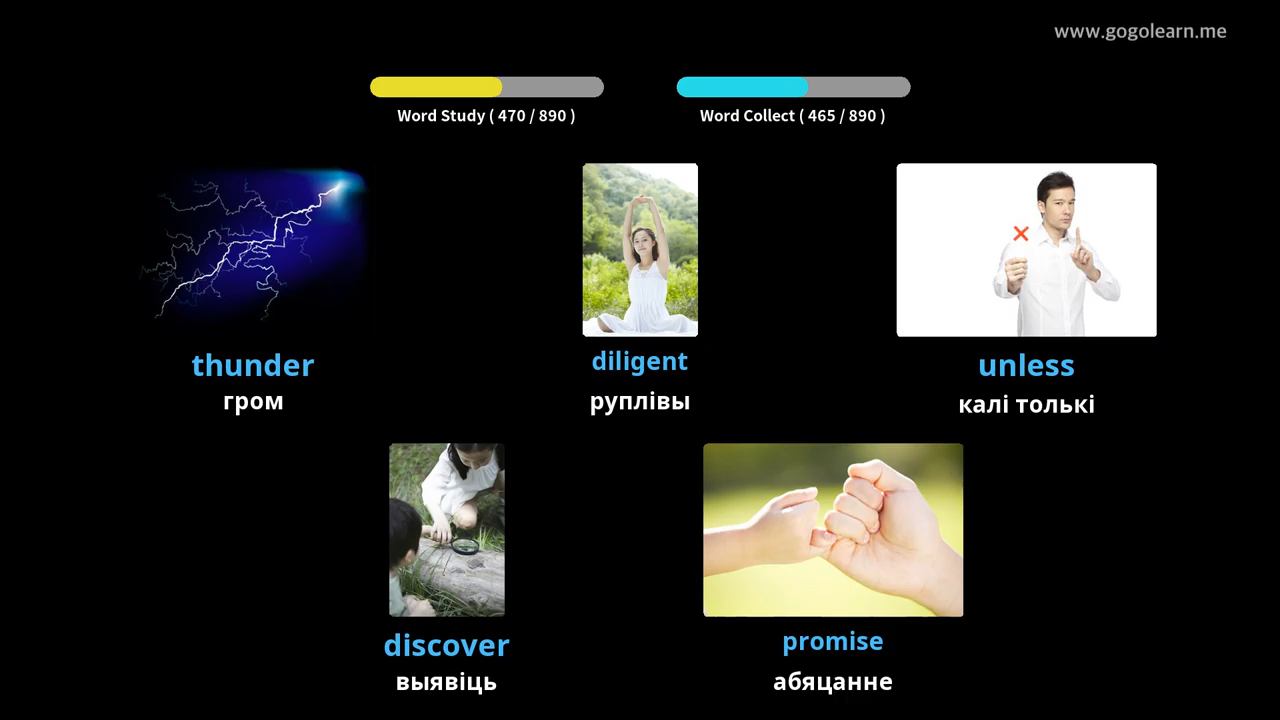 www.gogolearn.me
Word Study ( 470 / 890 )
Word Collect ( 465 / 890 )
thunder
гром
diligent
руплівы
unless
калі толькі
discover
выявіць
promise
абяцанне